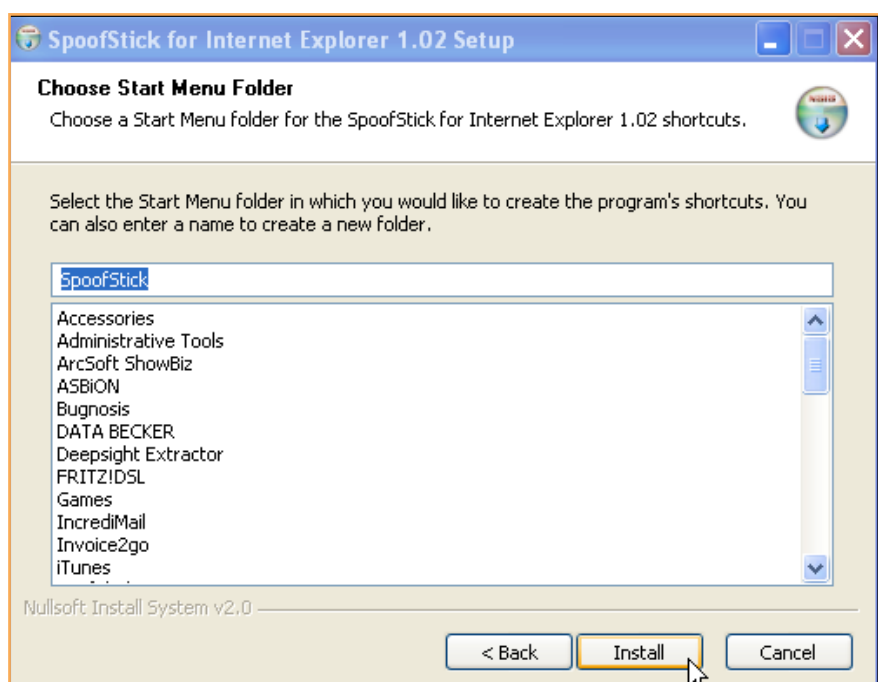 SpoofStick for Internet Explorer 1.02 Setup
Choose Start Menu Folder
Choose a Start Menu folder for the SpoofStick for Internet Explorer 1.02 shortcuts.
Select the Start Menu folder in which you would like to create the program's shortcuts. You
can also enter a name to create a new folder.
SpoofStick
Accessories
Administrative Tools
ArcSoft ShowBiz
ASBiON
Bugnosis
DATA BECKER
Deepsight Extractor
FRITZ!DSL
Games
IncrediMail
Invoice2go
iTunes
Nullsoft Install System v2.0
< Back Install Cancel